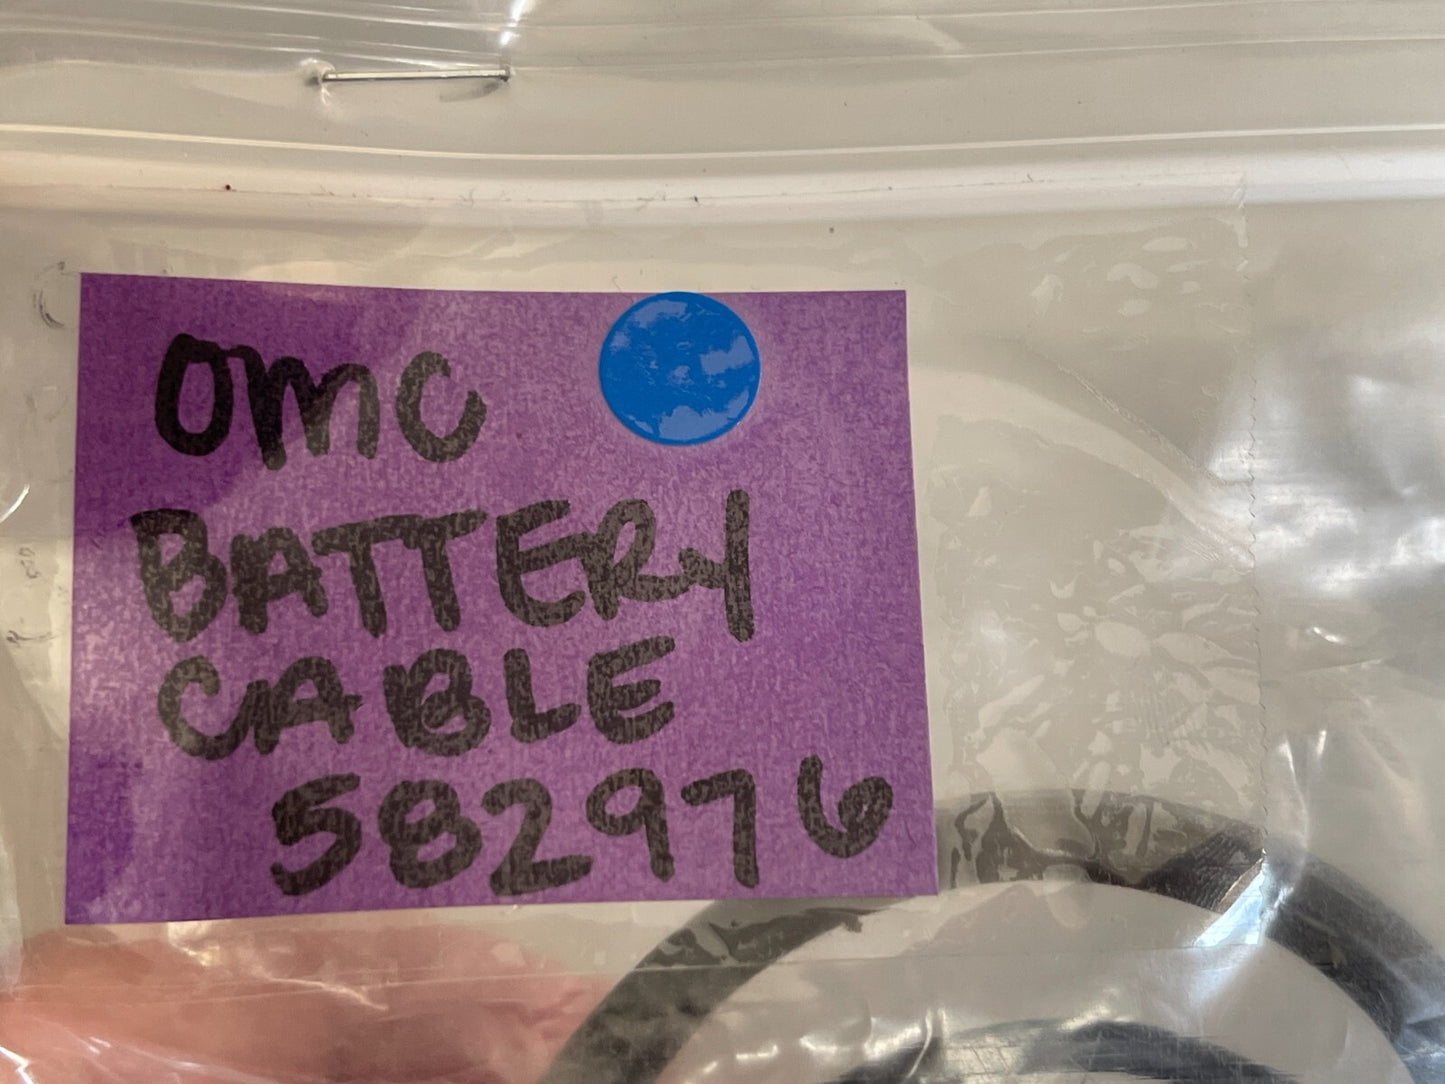 OMC
BATTERY
CABLE
582976